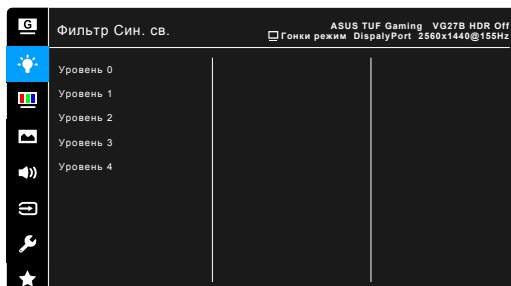 G
Фильтр Син. св.
ASUS TUF Gaming VG27B HDR Off
Гонки режим DispalyPort 2560x1440@155Hz
Уровень 0
Уровень 1
Уровень 2
Уровень 3
Уровень 4